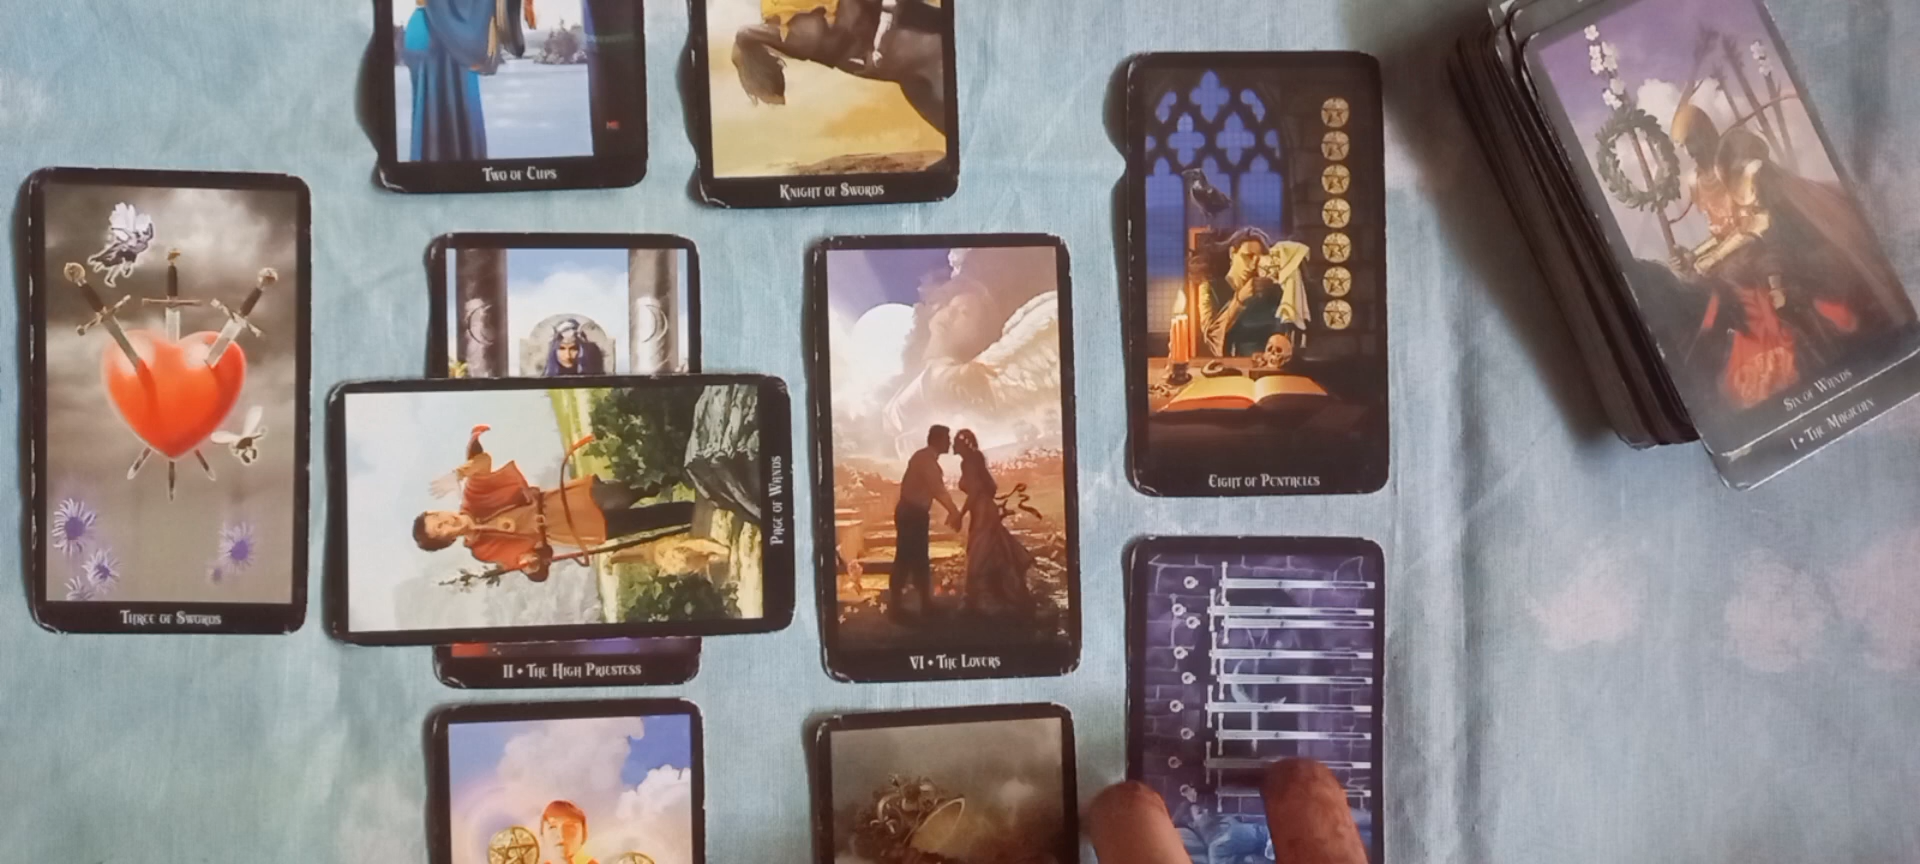 Two of Cups
Knight of Swords
Three of Swords
Page of Wands
II • The High Priestess
VI • The Lovers
Eight of Pentacles
Six of Wands
I • The Magician